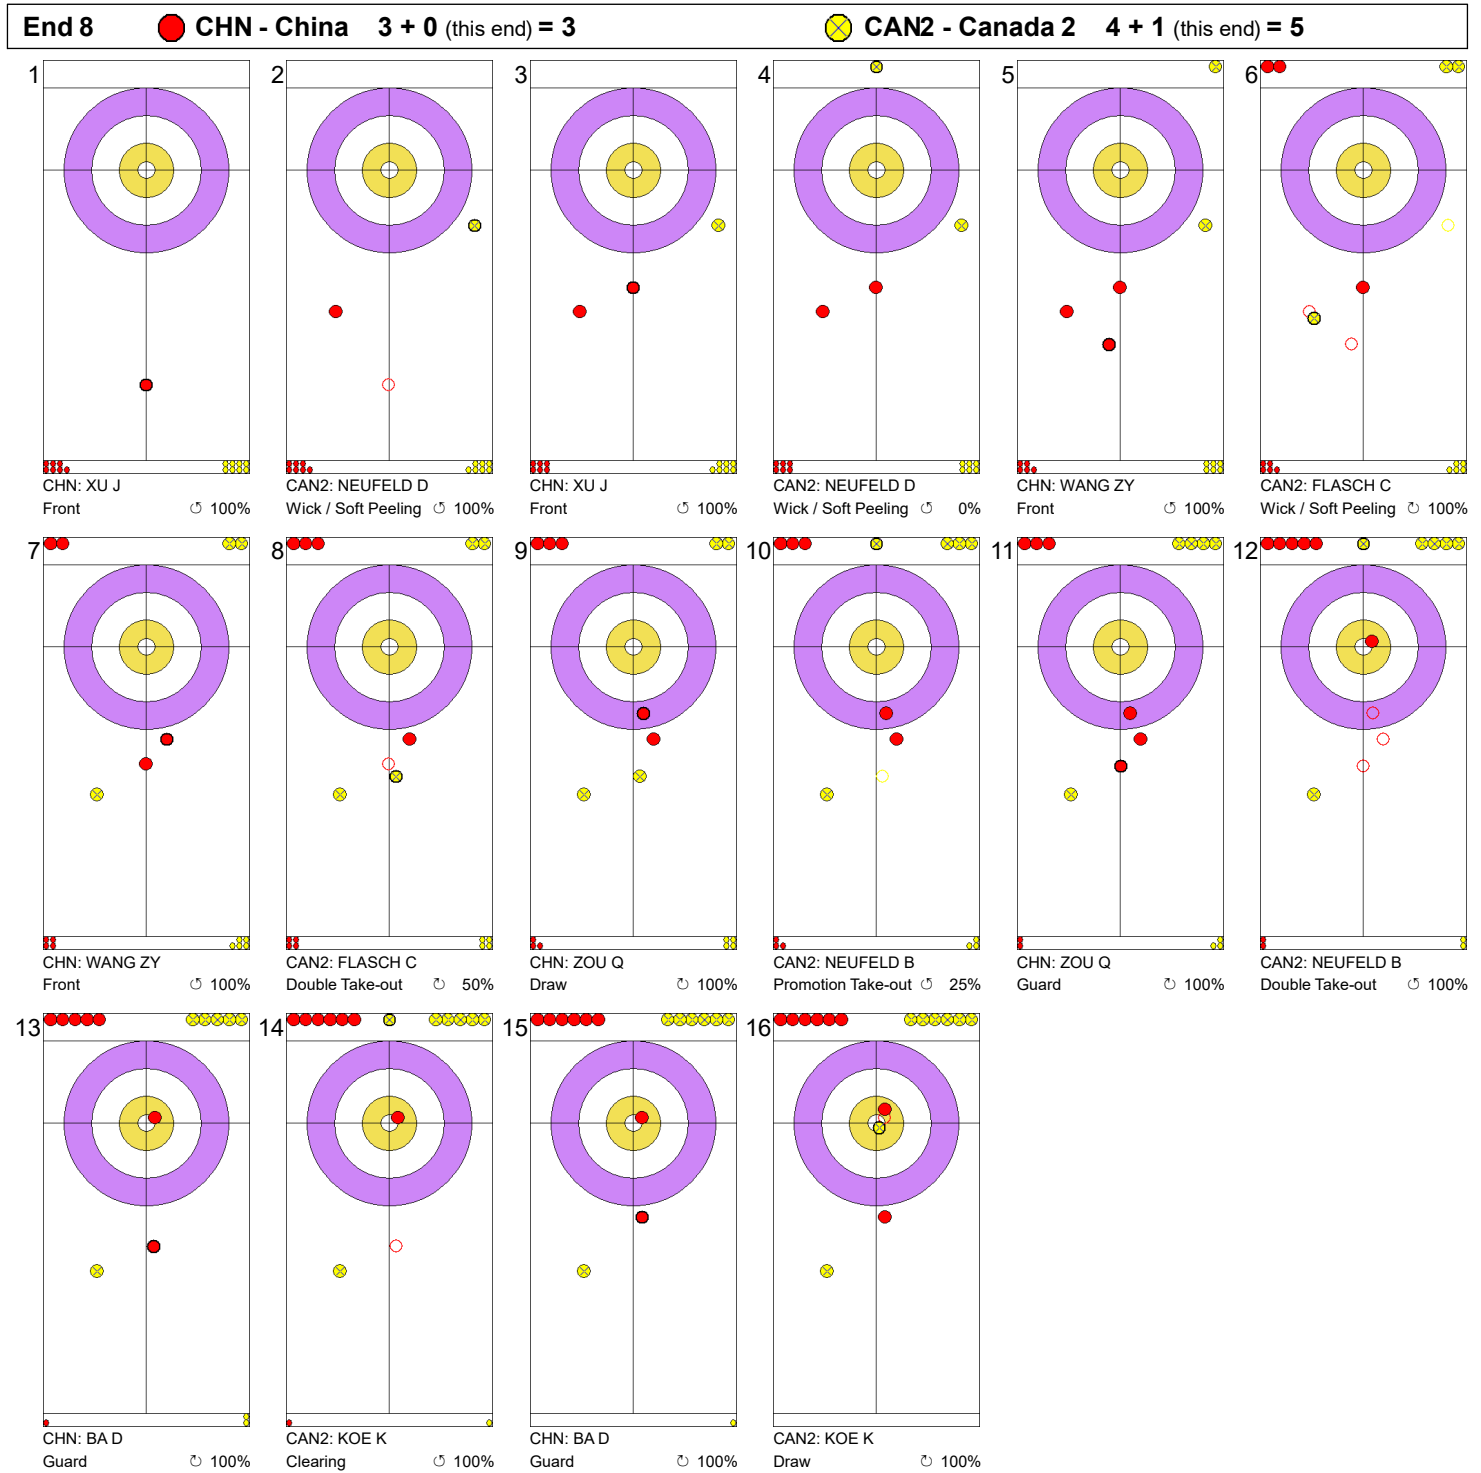 End 8 CHN - China 3 + 0 (this end) = 3 CAN2 - Canada 2 4 + 1 (this end) = 5
1 2 3 4 5 6
CHN: XU J CAN2: NEUFELD D CHN: XU J CAN2: NEUFELD D CHN: WANG ZY CAN2: FLASCH C
Front 100% Wick / Soft Peeling 100% Front 100% Wick / Soft Peeling 0% Front 100% Wick / Soft Peeling 100%
7 8 9 10 11 12
CHN: WANG ZY CAN2: FLASCH C CHN: ZOU Q CAN2: NEUFELD B CHN: ZOU Q CAN2: NEUFELD B
Front 100% Double Take-out 50% Draw 100% Promotion Take-out 25% Guard 100% Double Take-out 100%
13 14 15 16
CHN: BA D CAN2: KOE K CHN: BA D CAN2: KOE K
Guard 100% Clearing 100% Guard 100% Draw 100%